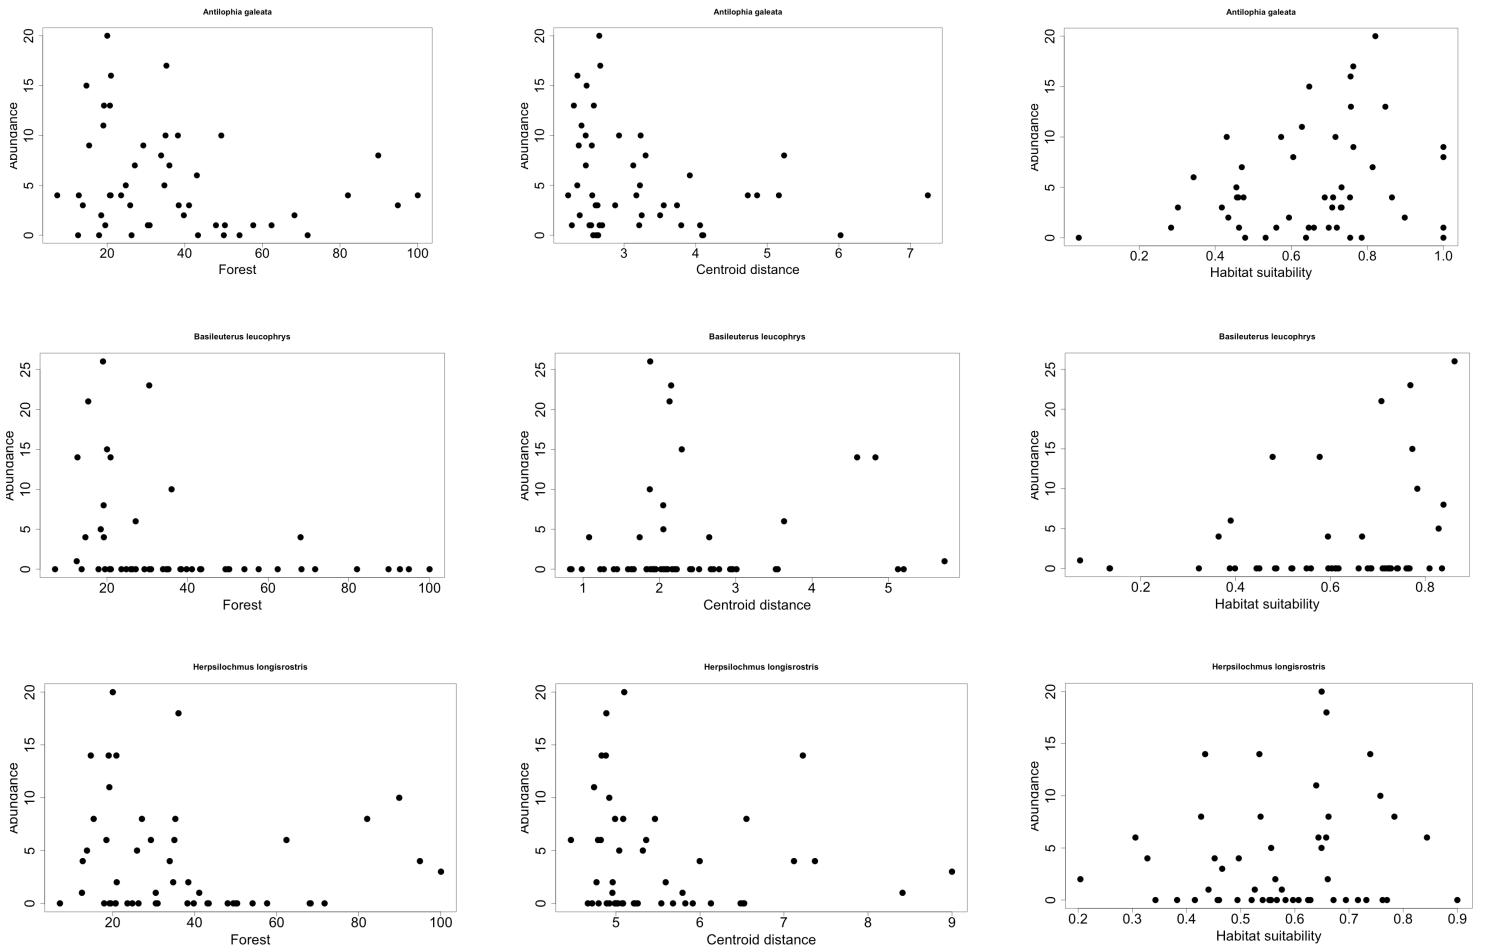 Antilophia galeata
Antilophia galeata
Antilophia galeata
Abundance
0 5 10 15 20
20 40 60 80 100
Forest
Abundance
0 5 10 15 20
3 4 5 6 7
Centroid distance
Abundance
0 5 10 15 20
0.2 0.4 0.6 0.8 1.0
Habitat suitability
Basileuterus leucophrys
Basileuterus leucophrys
Basileuterus leucophrys
Abundance
0 5 10 15 20 25
20 40 60 80 100
Forest
Abundance
0 5 10 15 20 25
1 2 3 4 5
Centroid distance
Abundance
0 5 10 15 20 25
0.2 0.4 0.6 0.8
Habitat suitability
Herpsilochmus longisrostris
Herpsilochmus longisrostris
Herpsilochmus longisrostris
Abundance
0 5 10 15 20
20 40 60 80 100
Forest
Abundance
0 5 10 15 20
5 6 7 8 9
Centroid distance
Abundance
0 5 10 15 20
0.2 0.3 0.4 0.5 0.6 0.7 0.8 0.9
Habitat suitability